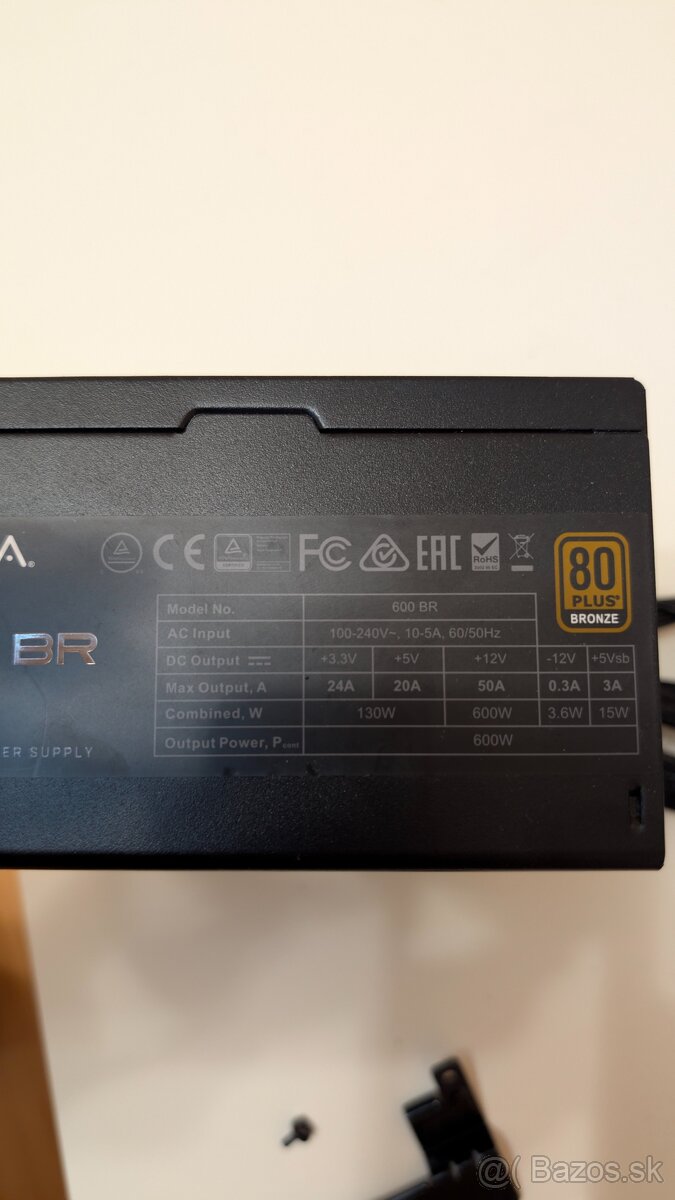 A®
CE FC EAC RoHS
80
PLUS®
BRONZE
BR
ER SUPPLY
Model No. 600 BR
AC Input 100-240V~, 10-5A, 60/50Hz
DC Output +3.3V +5V +12V -12V +5Vsb
Max Output, A 24A 20A 50A 0.3A 3A
Combined, W 130W 600W 3.6W 15W
Output Power, Pcont 600W
@( Bazos.sk